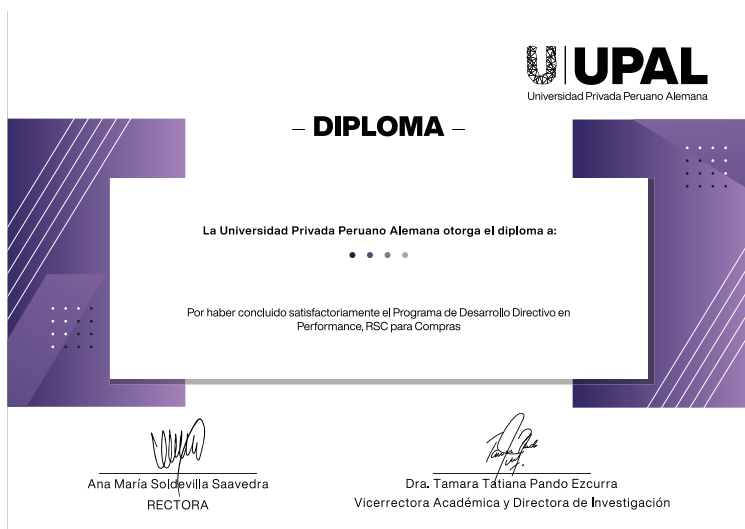 UPAL
Universidad Privada Peruano Alemana
– DIPLOMA –
La Universidad Privada Peruano Alemana otorga el diploma a:
Por haber concluido satisfactoriamente el Programa de Desarrollo Directivo en
Performance, RSC para Compras
Ana María Soldevilla Saavedra
RECTORA
Dra. Tamara Tatiana Pando Ezcurra
Vicerrectora Académica y Directora de Investigación